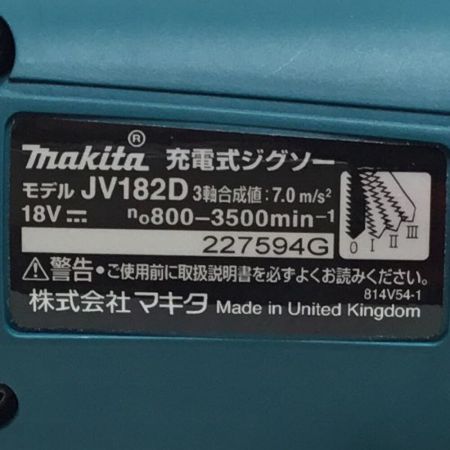 makita® 充電式ジグソー
モデル JV182D 3軸合成値:7.0 m/s²
18V⎓ n₀800-3500min⁻¹
227594G
0 I II III
⚠警告・ご使用前に取扱説明書を必ずよくお読みください。
814V54-1
株式会社 マキタ Made in United Kingdom